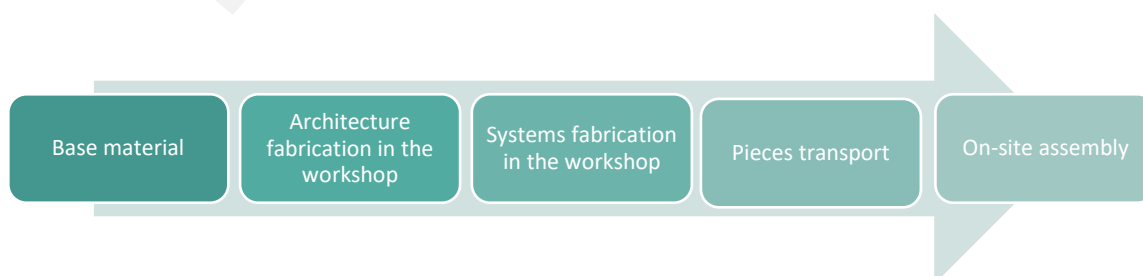 Base material
Architecture
fabrication in the
workshop
Systems fabrication
in the workshop
Pieces transport
On-site assembly